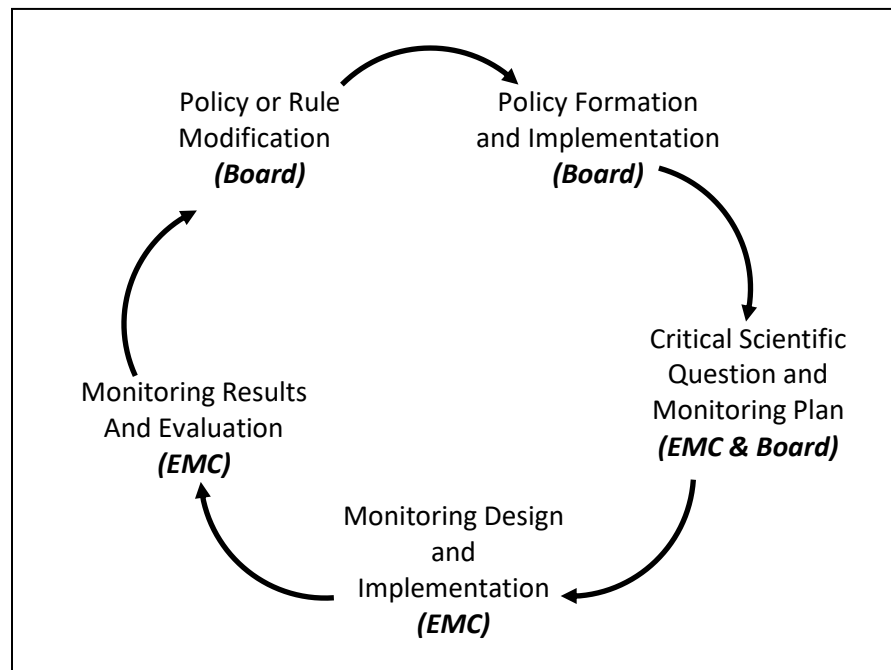 Policy or Rule
Modification
(Board)
Policy Formation
and Implementation
(Board)
Critical Scientific
Question and
Monitoring Plan
(EMC & Board)
Monitoring Design
and
Implementation
(EMC)
Monitoring Results
And Evaluation
(EMC)